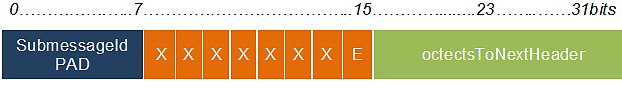 0...................7...................................15...................23...................31bits
SubmessageId
PAD
X X X X X X X E
octectsToNextHeader